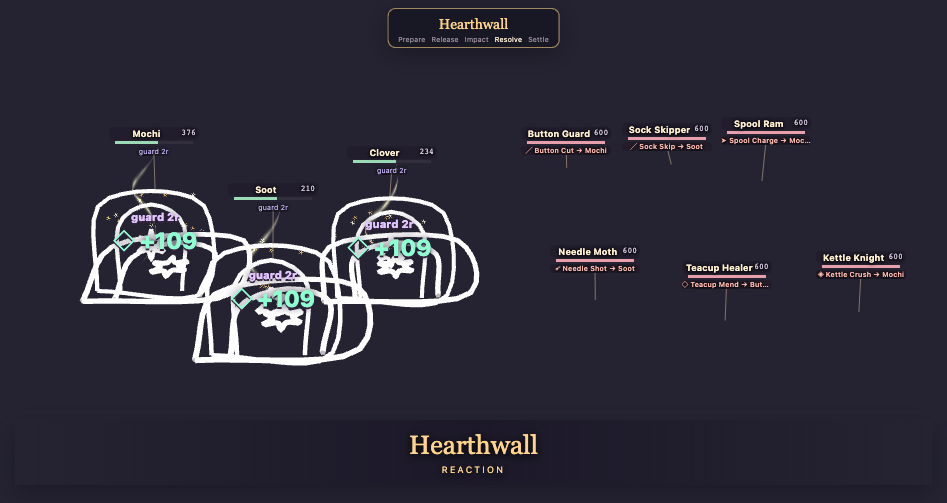 Hearthwall
Prepare Release Impact Resolve Settle
Mochi 376
guard 2r
Clover 234
guard 2r
Soot 210
guard 2r
Button Guard 600
Button Cut → Mochi
Sock Skipper 600
Sock Skip → Soot
Spool Ram 600
Spool Charge → Moc...
guard 2r
+109
guard 2r
+109
guard 2r
+109
Needle Moth 600
Needle Shot → Soot
Teacup Healer 600
Teacup Mend → But...
Kettle Knight 600
Kettle Crush → Mochi
Hearthwall
REACTION